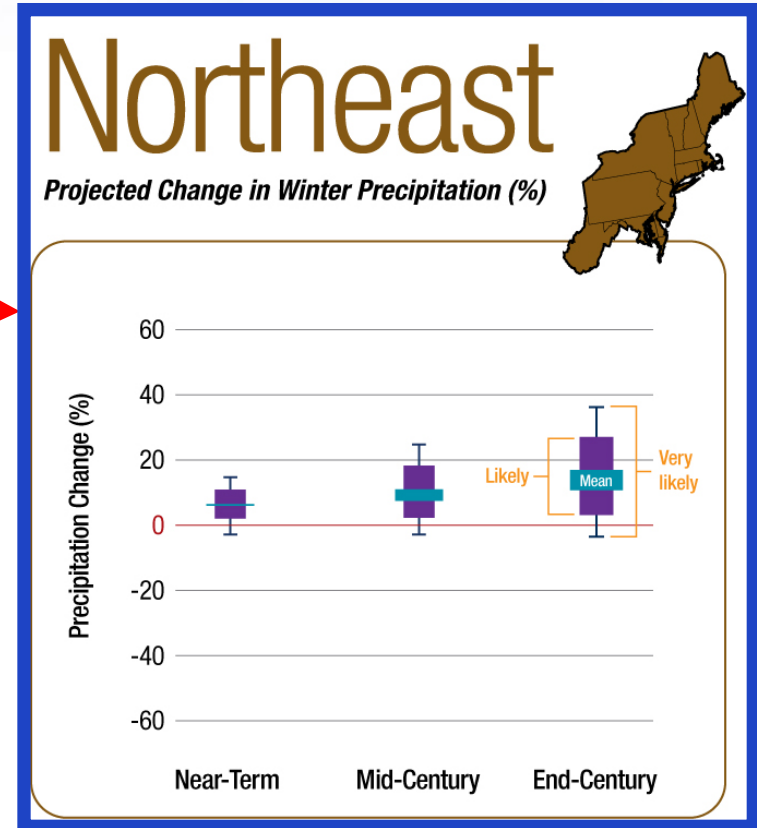 Northeast
Projected Change in Winter Precipitation (%)
60
40
20
0
-20
-40
-60
Precipitation Change (%)
Likely
Mean
Very
likely
Near-Term
Mid-Century
End-Century